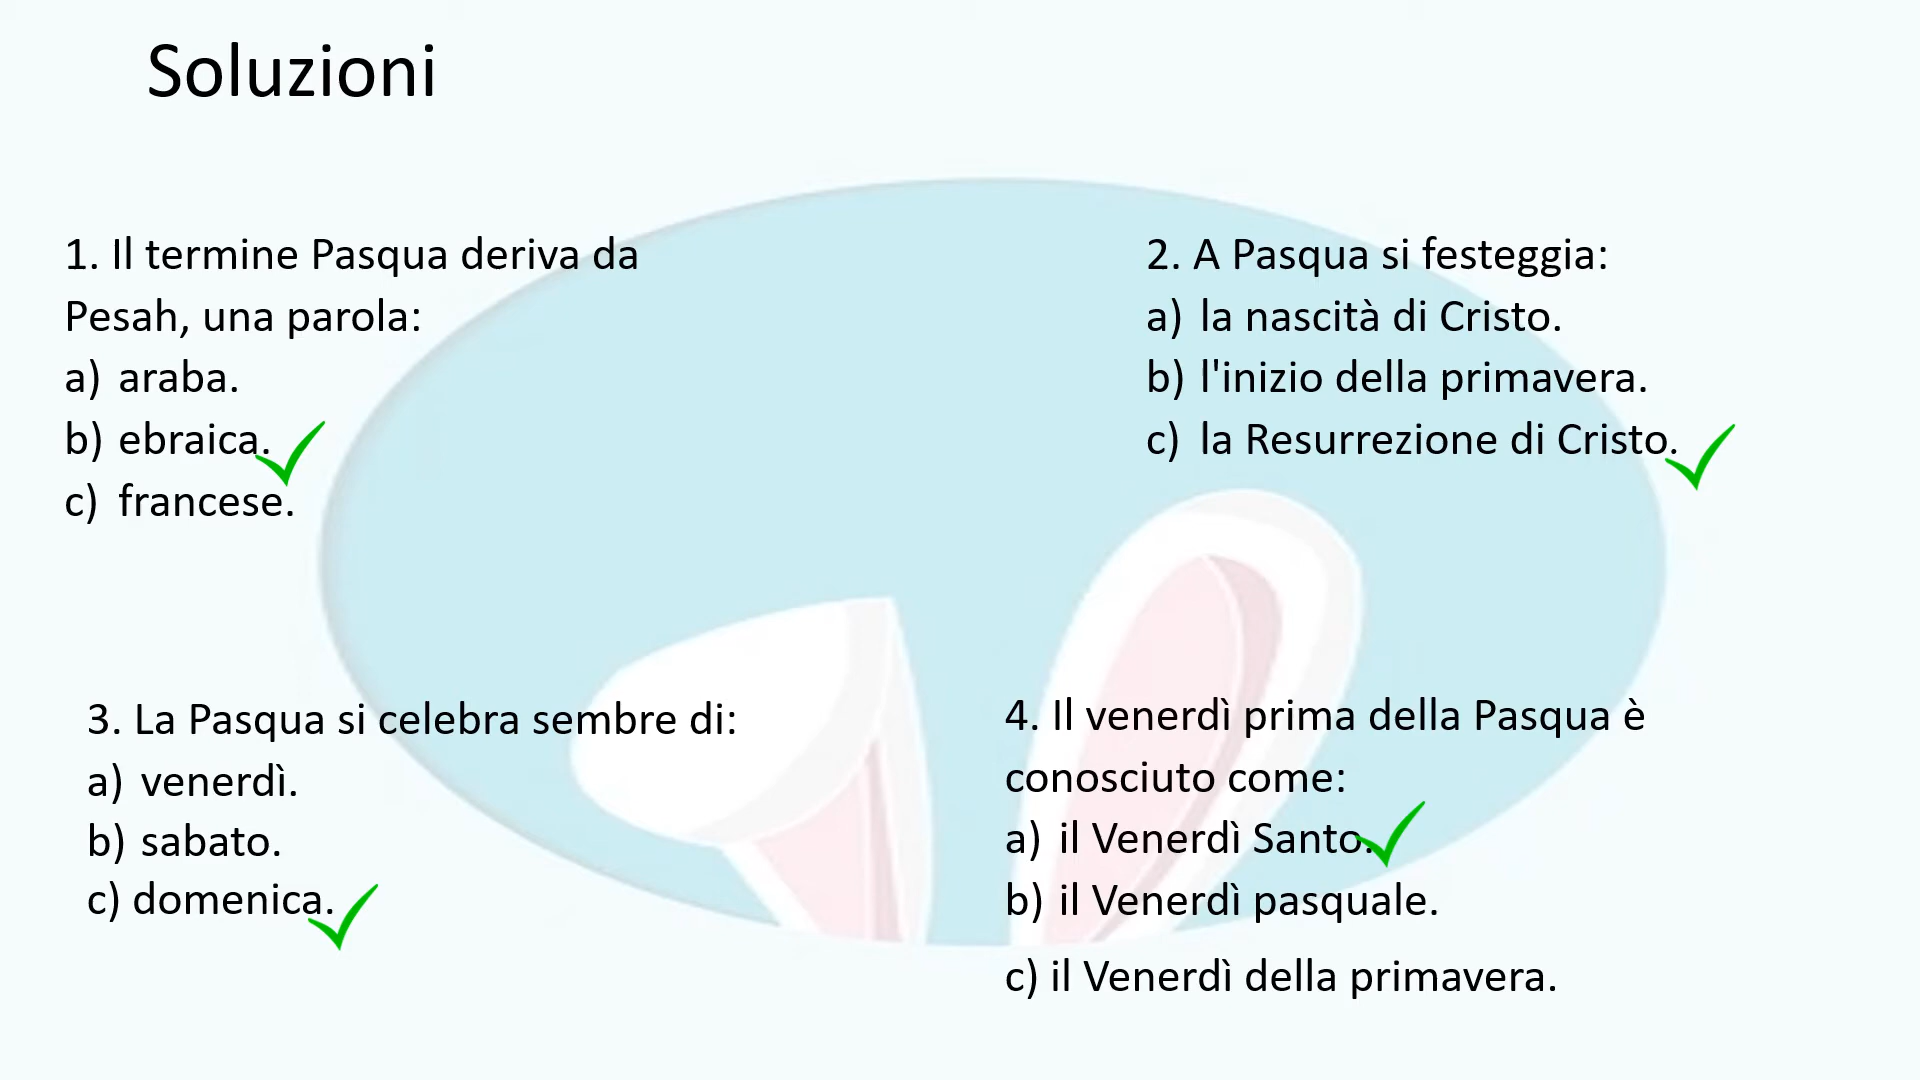 Soluzioni
1. Il termine Pasqua deriva da
Pesah, una parola:
a) araba.
b) ebraica.
c) francese.
2. A Pasqua si festeggia:
a) la nascità di Cristo.
b) l'inizio della primavera.
c) la Resurrezione di Cristo.
3. La Pasqua si celebra sembre di:
a) venerdì.
b) sabato.
c) domenica.
4. Il venerdì prima della Pasqua è
conosciuto come:
a) il Venerdì Santo.
b) il Venerdì pasquale.
c) il Venerdì della primavera.